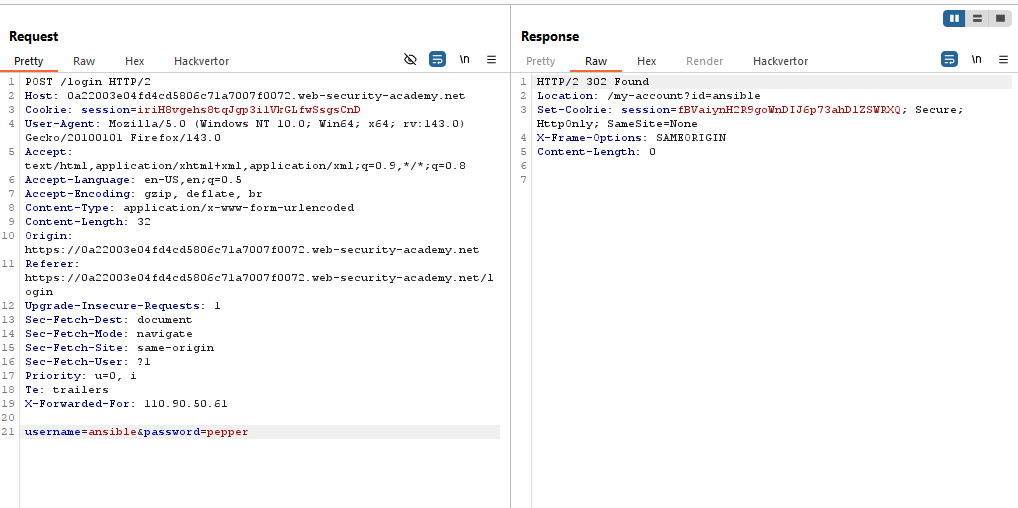 Request
Pretty Raw Hex Hackvertor \n
1 POST /login HTTP/2
2 Host: 0a22003e04fd4cd5806c71a7007f0072.web-security-academy.net
3 Cookie: session=iriH8vgehs8tqJgp3ilVkGLfwSsgsCnD
4 User-Agent: Mozilla/5.0 (Windows NT 10.0; Win64; x64; rv:143.0)
Gecko/20100101 Firefox/143.0
5 Accept:
text/html,application/xhtml+xml,application/xml;q=0.9,*/*;q=0.8
6 Accept-Language: en-US,en;q=0.5
7 Accept-Encoding: gzip, deflate, br
8 Content-Type: application/x-www-form-urlencoded
9 Content-Length: 32
10 Origin:
https://0a22003e04fd4cd5806c71a7007f0072.web-security-academy.net
11 Referer:
https://0a22003e04fd4cd5806c71a7007f0072.web-security-academy.net/l
ogin
12 Upgrade-Insecure-Requests: 1
13 Sec-Fetch-Dest: document
14 Sec-Fetch-Mode: navigate
15 Sec-Fetch-Site: same-origin
16 Sec-Fetch-User: ?1
17 Priority: u=0, i
18 Te: trailers
19 X-Forwarded-For: 110.90.50.61
20
21 username=ansible&password=pepper
Response
Pretty Raw Hex Render Hackvertor \n
1 HTTP/2 302 Found
2 Location: /my-account?id=ansible
3 Set-Cookie: session=fBVaiynH2R9goWnDIJ6p73ahD1ZSWRXQ; Secure;
HttpOnly; SameSite=None
4 X-Frame-Options: SAMEORIGIN
5 Content-Length: 0
6
7